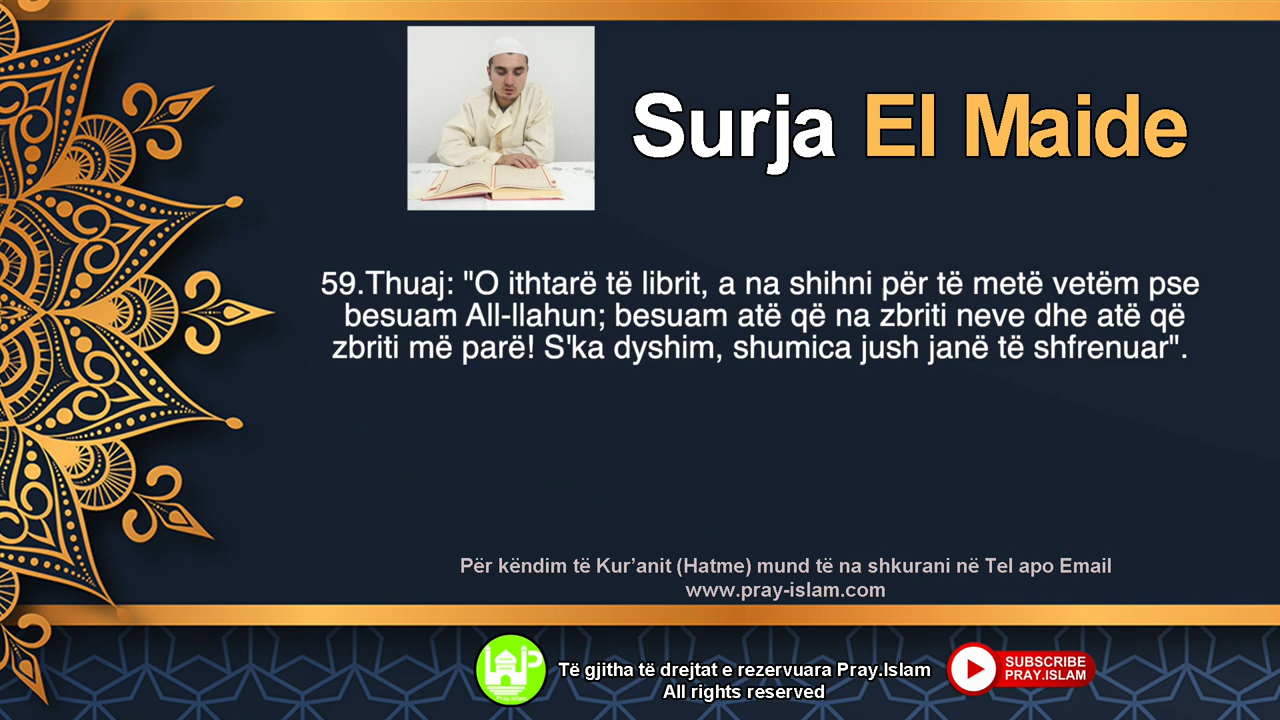 Surja El Maide
59.Thuaj: "O ithtarë të librit, a na shihni për të metë vetëm pse
besuam All-llahun; besuam atë që na zbriti neve dhe atë që
zbriti më parë! S'ka dyshim, shumica jush janë të shfrenuar".
Për këndim të Kur’anit (Hatme) mund të na shkurani në Tel apo Email
www.pray-islam.com
Pray Islam
Të gjitha të drejtat e rezervuara Pray.Islam
All rights reserved
SUBSCRIBE
PRAY.ISLAM